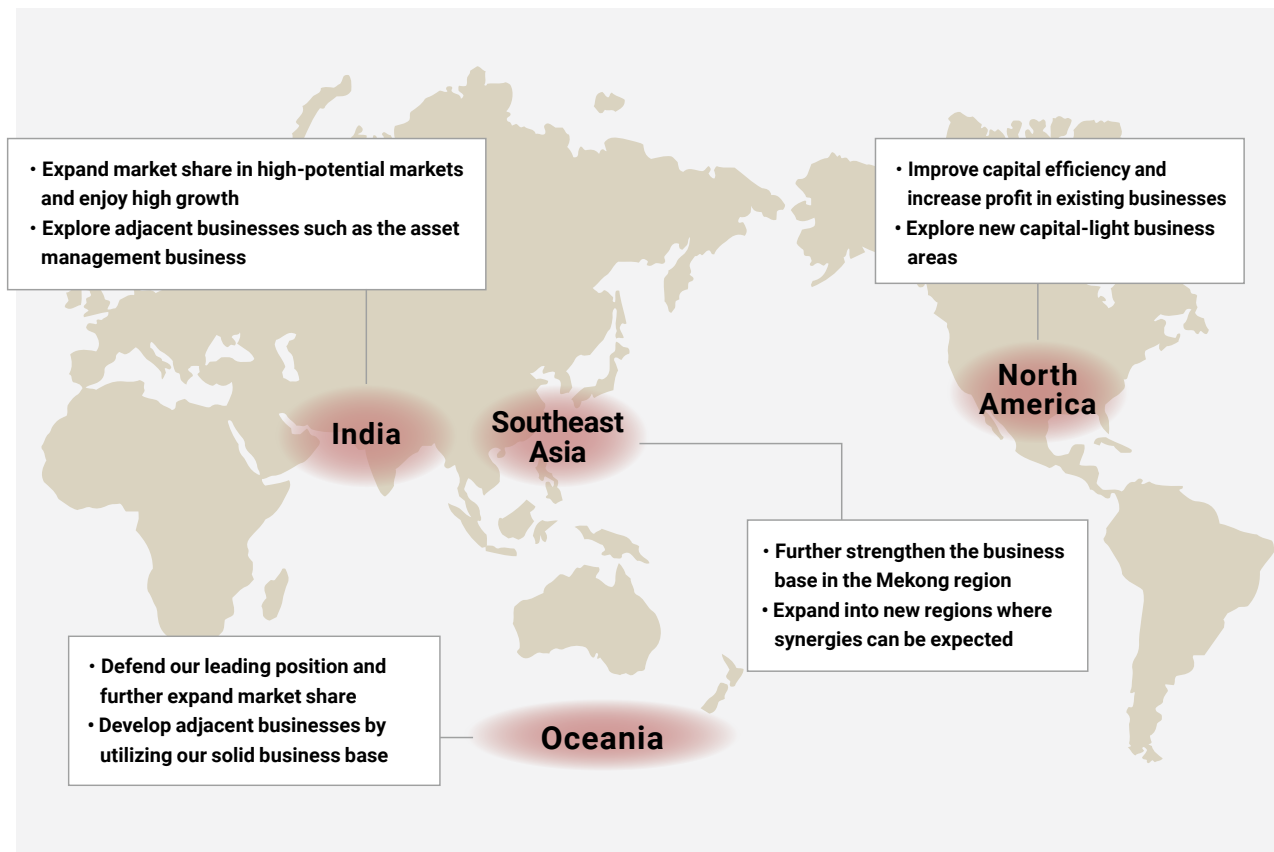 ・Expand market share in high-potential markets
and enjoy high growth
・Explore adjacent businesses such as the asset
management business
・Improve capital efficiency and
increase profit in existing businesses
・Explore new capital-light business
areas
North
America
India
Southeast
Asia
・Further strengthen the business
base in the Mekong region
・Expand into new regions where
synergies can be expected
・Defend our leading position and
further expand market share
・Develop adjacent businesses by
utilizing our solid business base
Oceania